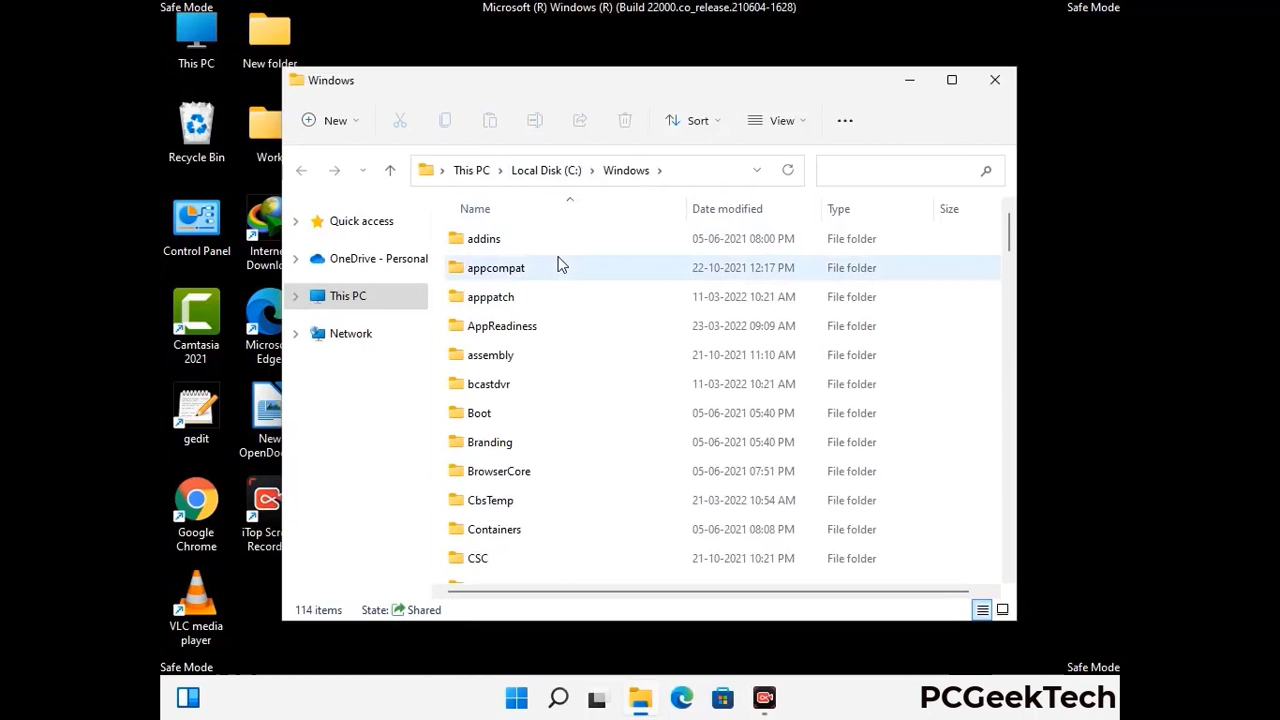 Safe Mode
Microsoft (R) Windows (R) (Build 22000.co_release.210604-1628)
Safe Mode
This PC
New folder
Recycle Bin
Work
Control Panel
Internet
Downlo
Camtasia
2021
Micros
Edge
gedit
New
OpenDoc
Google
Chrome
iTop Scr
Record
VLC media
player
Windows
New
Sort
View
This PC
Local Disk (C:)
Windows
Quick access
OneDrive - Personal
This PC
Network
Name Date modified Type Size
addins 05-06-2021 08:00 PM File folder
appcompat 22-10-2021 12:17 PM File folder
apppatch 11-03-2022 10:21 AM File folder
AppReadiness 23-03-2022 09:09 AM File folder
assembly 21-10-2021 11:10 AM File folder
bcastdvr 11-03-2022 10:21 AM File folder
Boot 05-06-2021 05:40 PM File folder
Branding 05-06-2021 05:40 PM File folder
BrowserCore 05-06-2021 07:51 PM File folder
CbsTemp 21-03-2022 10:54 AM File folder
Containers 05-06-2021 08:08 PM File folder
CSC 21-10-2021 10:21 PM File folder
114 items State: Shared
Safe Mode
Safe Mode
PCGeekTech